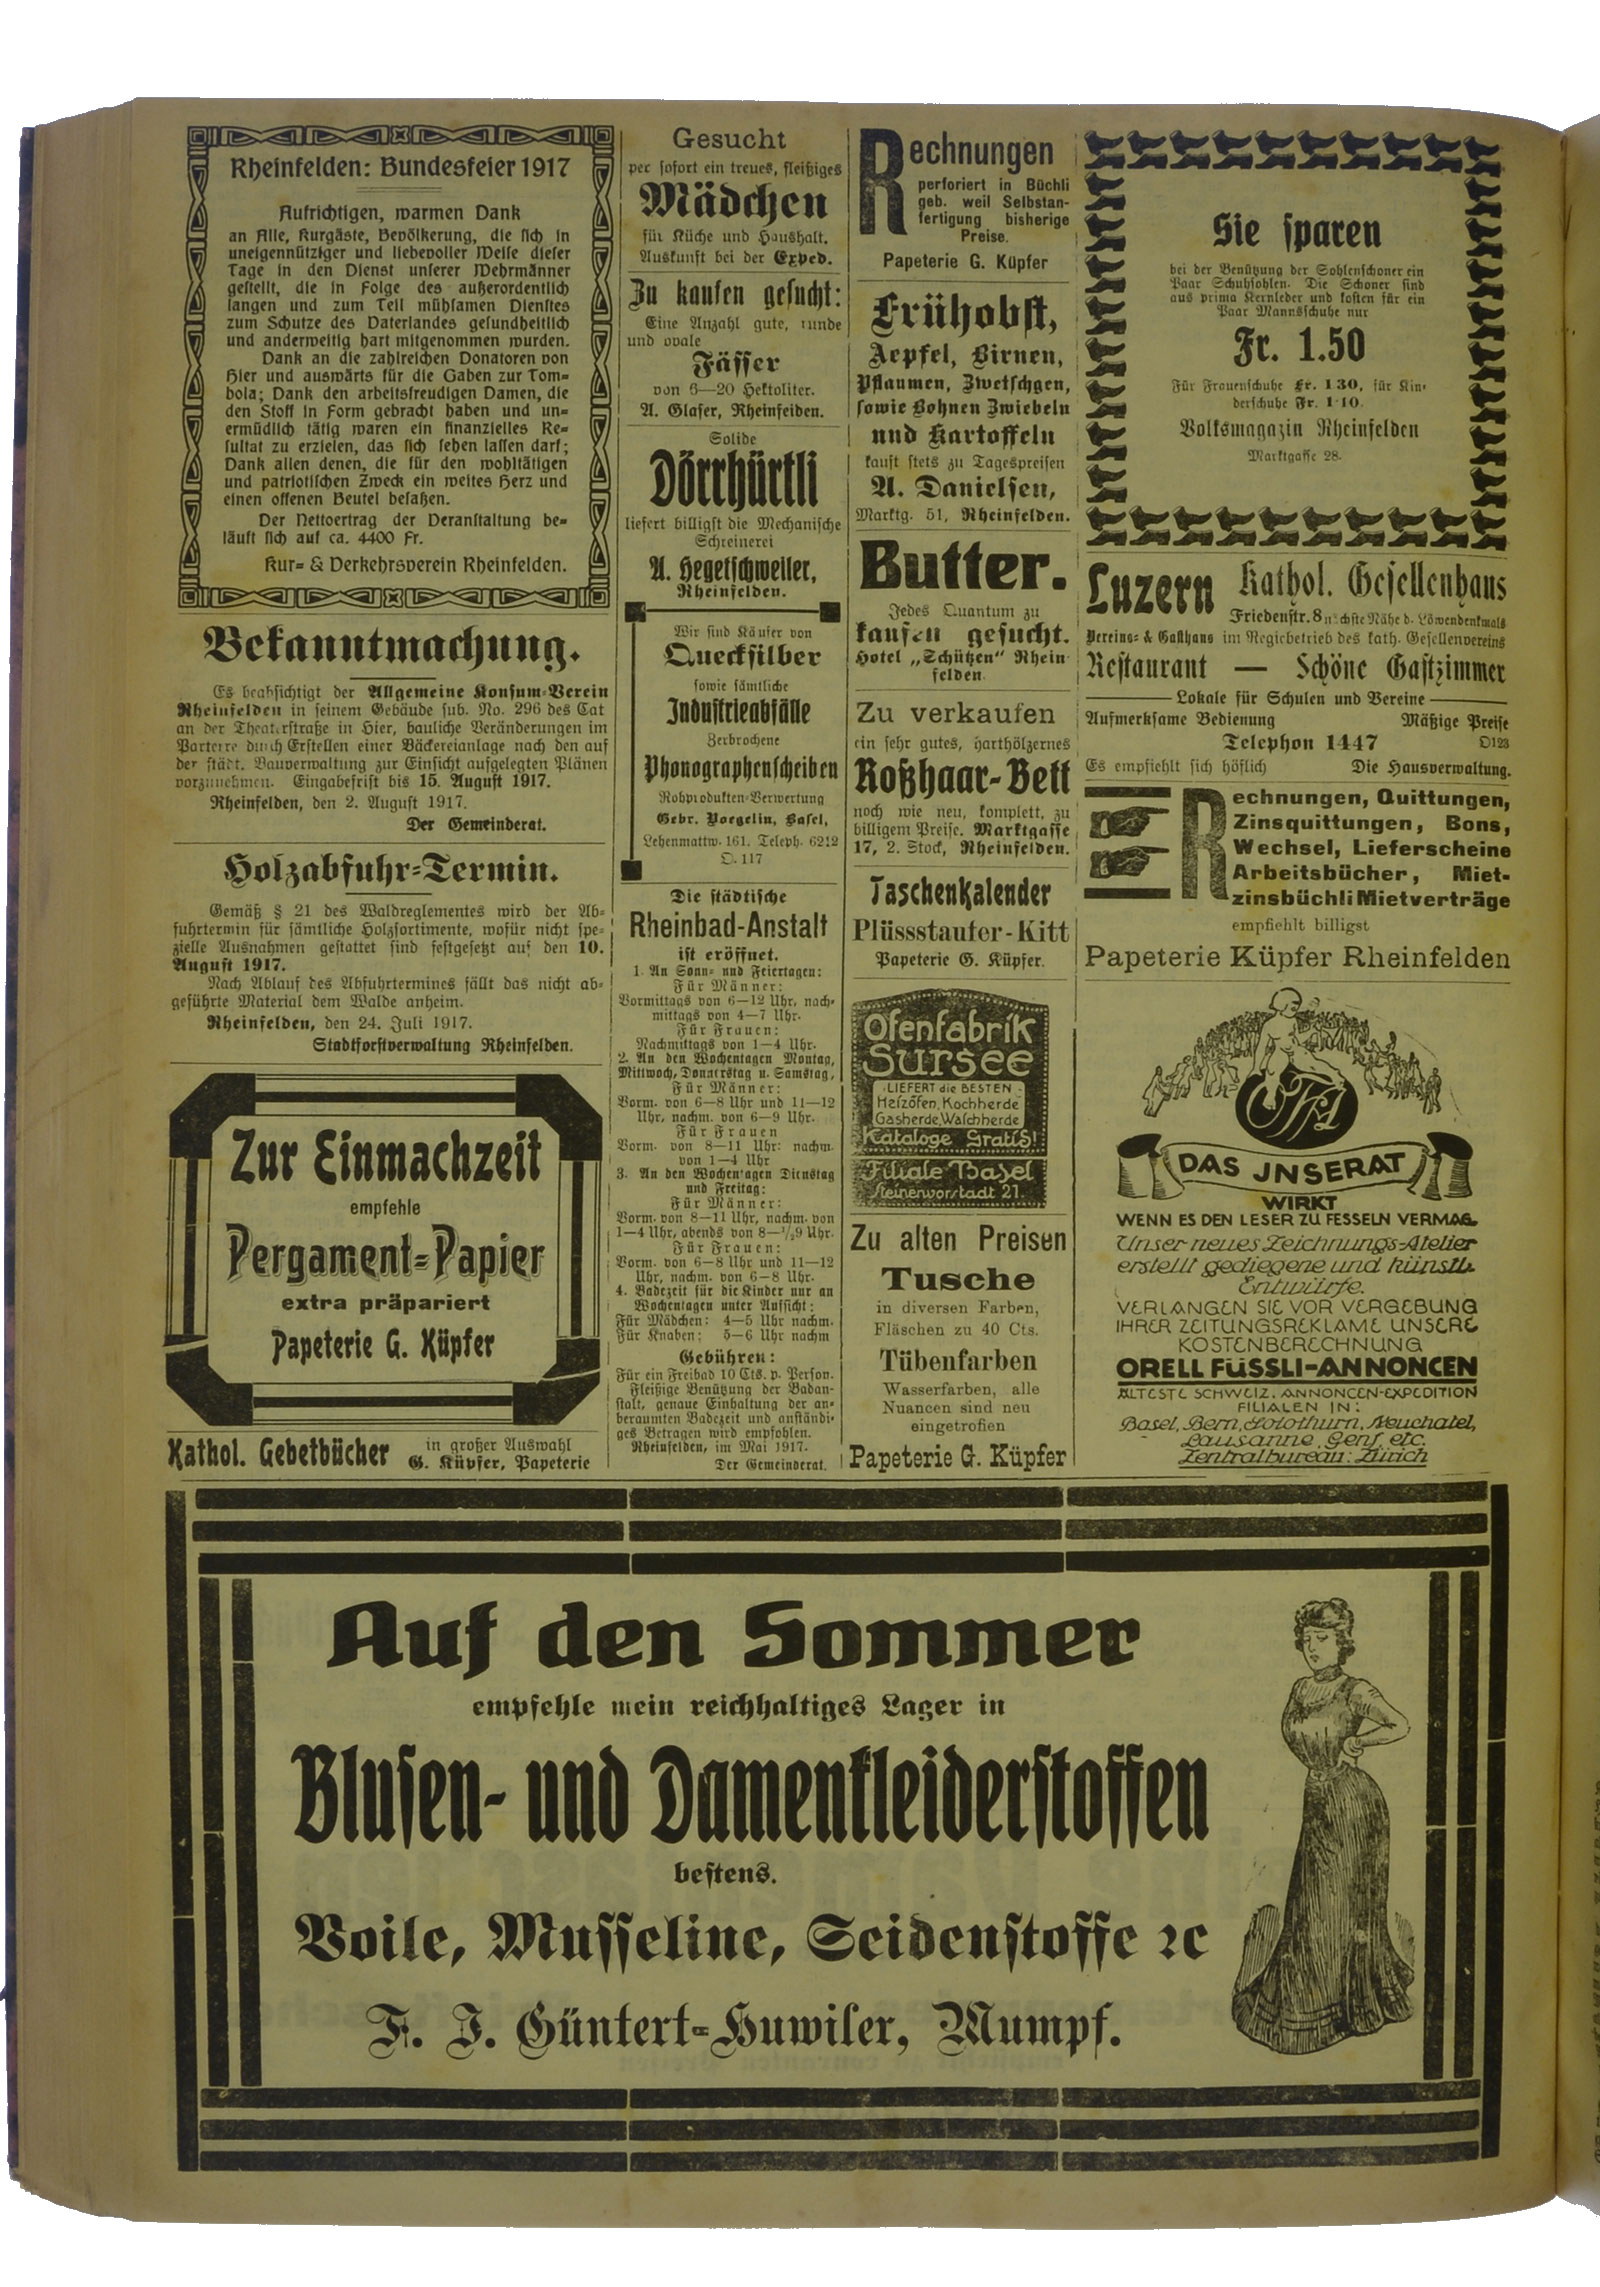 Rheinfelden: Bundesfeier 1917
Aufrichtigen, warmen Dank
an Alle, Kurgäste, Bevölkerung, die sich in
uneigennütziger und liebevoller Weise dieser
Tage in den Dienst unserer Wehrmänner
gestellt, die in Folge des außerordentlich
langen und zum Teil mühsamen Dienstes
zum Schutze des Vaterlandes gesundheitlich
und anderweitig hart mitgenommen wurden.
Dank an die zahlreichen Donatoren von
Hier und auswärts für die Gaben zur Tom=
bola; Dank den arbeitsfreudigen Damen, die
den Stoff in Form gebracht haben und un=
ermüdlich tätig waren ein finanzielles Re=
sultat zu erzielen, das sich sehen lassen darf;
Dank allen denen, die für den wohltätigen
und patriotischen Zweck ein weites Herz und
einen offenen Beutel besaßen.
Der Nettoertrag der Veranstaltung be=
läuft sich auf ca. 4400 Fr.
Kur= & Verkehrsverein Rheinfelden.
Bekanntmachung.
Es beabsichtigt der Allgemeine Konsum=Verein
Rheinfelden in seinem Gebäude sub. No. 296 des Cat
an der Theaterstraße in Hier, bauliche Veränderungen im
Parterre durch Erstellen einer Bäckereianlage nach den auf
der städt. Bauverwaltung zur Einsicht aufgelegten Plänen
vorzunehmen. Eingabefrist bis 15. August 1917.
Rheinfelden, den 2. August 1917.
Der Gemeinderat.
Holzabfuhr=Termin.
Gemäß § 21 des Waldreglementes wird der Ab=
fuhrtermin für sämtliche Holzsortimente, wofür nicht spe=
zielle Ausnahmen gestattet sind festgesetzt auf den 10.
August 1917.
Nach Ablauf des Abfuhrtermines fällt das nicht ab=
geführte Material dem Walde anheim.
Rheinfelden, den 24. Juli 1917.
Stadtforstverwaltung Rheinfelden.
Zur Einmachzeit
empfehle
Pergament=Papier
extra präpariert
Papeterie G. Küpfer
Kathol. Gebetbücher
in großer Auswahl
G. Küpfer, Papeterie
Gesucht
per sofort ein treues, fleißiges
Mädchen
für Küche und Haushalt.
Auskunft bei der Exped.
Zu kaufen gesucht:
Eine Anzahl gute, runde
und ovale
Fässer
von 6—20 Hektoliter.
A. Glaser, Rheinfelden.
Solide
Dörrhürtli
liefert billigst die Mechanische
Schreinerei
A. Hegetschweiler,
Rheinfelden.
Wir sind Käufer von
Quecksilber
sowie sämtliche
Industrieabfälle
Zerbrochene
Phonographenscheiben
Rohprodukten=Verwertung
Gebr. Voegelin, Basel,
Lehenmattw. 161. Teleph. 6212
O. 117
Die städtische
Rheinbad-Anstalt
ist eröffnet.
1. An Sonn= und Feiertagen:
Für Männer:
Vormittags von 6—12 Uhr, nach=
mittags von 4—7 Uhr.
Für Frauen:
Nachmittags von 1—4 Uhr.
2. An den Wochentagen Montag,
Mittwoch, Donnerstag u. Samstag,
Für Männer:
Vorm. von 6—8 Uhr und 11—12
Uhr, nachm. von 6—9 Uhr.
Für Frauen
Vorm. von 8—11 Uhr: nachm.
von 1—4 Uhr
3. An den Wochentagen Dienstag
und Freitag:
Für Männer:
Vorm. von 8—11 Uhr, nachm. von
1—4 Uhr, abends von 8—½9 Uhr.
Für Frauen:
Vorm. von 6—8 Uhr und 11—12
Uhr, nachm. von 6—8 Uhr.
4. Badezeit für die Kinder nur an
Wochentagen unter Aufsicht:
Für Mädchen: 4—5 Uhr nachm.
Für Knaben: 5—6 Uhr nachm
Gebühren:
Für ein Freibad 10 Cts. p. Person.
Fleißige Benützung der Badan=
stalt, genaue Einhaltung der an=
beraumten Badezeit und anständi=
ges Betragen wird empfohlen.
Rheinfelden, im Mai 1917.
Der Gemeinderat.
Rechnungen
perforiert in Büchli
geb. weil Selbstan-
fertigung bisherige
Preise.
Papeterie G. Küpfer
Frühobst,
Aepfel, Birnen,
Pflaumen, Zwetschgen,
sowie Bohnen Zwiebeln
und Kartoffeln
kauft stets zu Tagespreisen
A. Danielsen,
Marktg. 51, Rheinfelden.
Butter.
Jedes Quantum zu
kaufen gesucht.
Hotel „Schützen" Rhein
felden.
Zu verkaufen
ein sehr gutes, harthölzernes
Roßhaar=Bett
noch wie neu, komplett, zu
billigem Preise. Marktgasse
17, 2. Stock, Rheinfelden.
Taschenkalender
Plüssstaufer-Kitt
Papeterie G. Küpfer.
Ofenfabrik
Sursee
LIEFERT die BESTEN
Heizöfen, Kochherde
Gasherde, Waschherde
Kataloge Gratis!
Filiale Basel
Steinenvorstadt 21.
Zu alten Preisen
Tusche
in diversen Farben,
Fläschen zu 40 Cts.
Tübenfarben
Wasserfarben, alle
Nuancen sind neu
eingetroffen
Papeterie G. Küpfer
Sie sparen
bei der Benützung der Sohlenschoner ein
Paar Schuhsohlen. Die Schoner sind
aus prima Kernleder und kosten für ein
Paar Mannsschuhe nur
Fr. 1.50
Für Frauenschuhe Fr. 1 30, für Kin=
derschuhe Fr. 1·10.
Volksmagazin Rheinfelden
Marktgasse 28.
Luzern Kathol. Gesellenhaus
Friedenstr. 8 nächste Nähe d. Löwendenkmals
Vereins= & Gasthaus im Regiebetrieb des kath. Gesellenvereins
Restaurant — Schöne Gastzimmer
Lokale für Schulen und Vereine
Aufmerksame Bedienung Mäßige Preise
Telephon 1447 O123
Es empfiehlt sich höflich Die Hausverwaltung.
Rechnungen, Quittungen,
Zinsquittungen, Bons,
Wechsel, Lieferscheine
Arbeitsbücher, Miet-
zinsbüchli Mietverträge
empfiehlt billigst
Papeterie Küpfer Rheinfelden
DAS JNSERAT
WIRKT
WENN ES DEN LESER ZU FESSELN VERMAG.
Unser neues Zeichnungs-Atelier
erstellt gediegene und künstl.
Entwürfe.
VERLANGEN SIE VOR VERGEBUNG
IHRER ZEITUNGSREKLAME UNSERE
KOSTENBERECHNUNG
ORELL FÜSSLI-ANNONCEN
ÄLTESTE SCHWEIZ. ANNONCEN-EXPEDITION
FILIALEN IN:
Basel, Bern, Solothurn, Neuchatel,
Lausanne, Genf, etc.
Zentralbureau: Zürich
Auf den Sommer
empfehle mein reichhaltiges Lager in
Blusen- und Damenkleiderstoffen
bestens.
Voile, Musseline, Seidenstoffe ꝛc
F. J. Güntert=Huwiler, Mumpf.